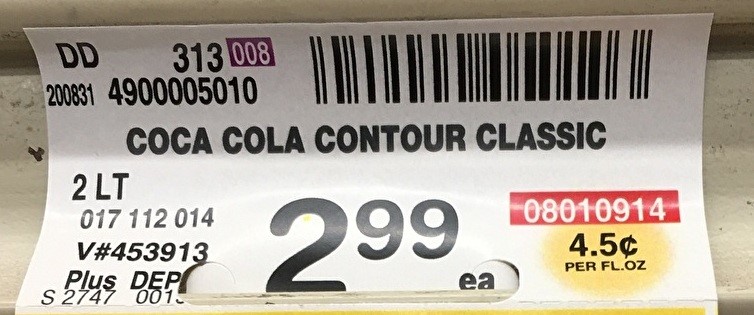 DD 313 008
200831 4900005010
COCA COLA CONTOUR CLASSIC
2 LT
017 112 014
V#453913
Plus DEP
S 2747
2.99 ea
08010914
4.5¢
PER FL.OZ